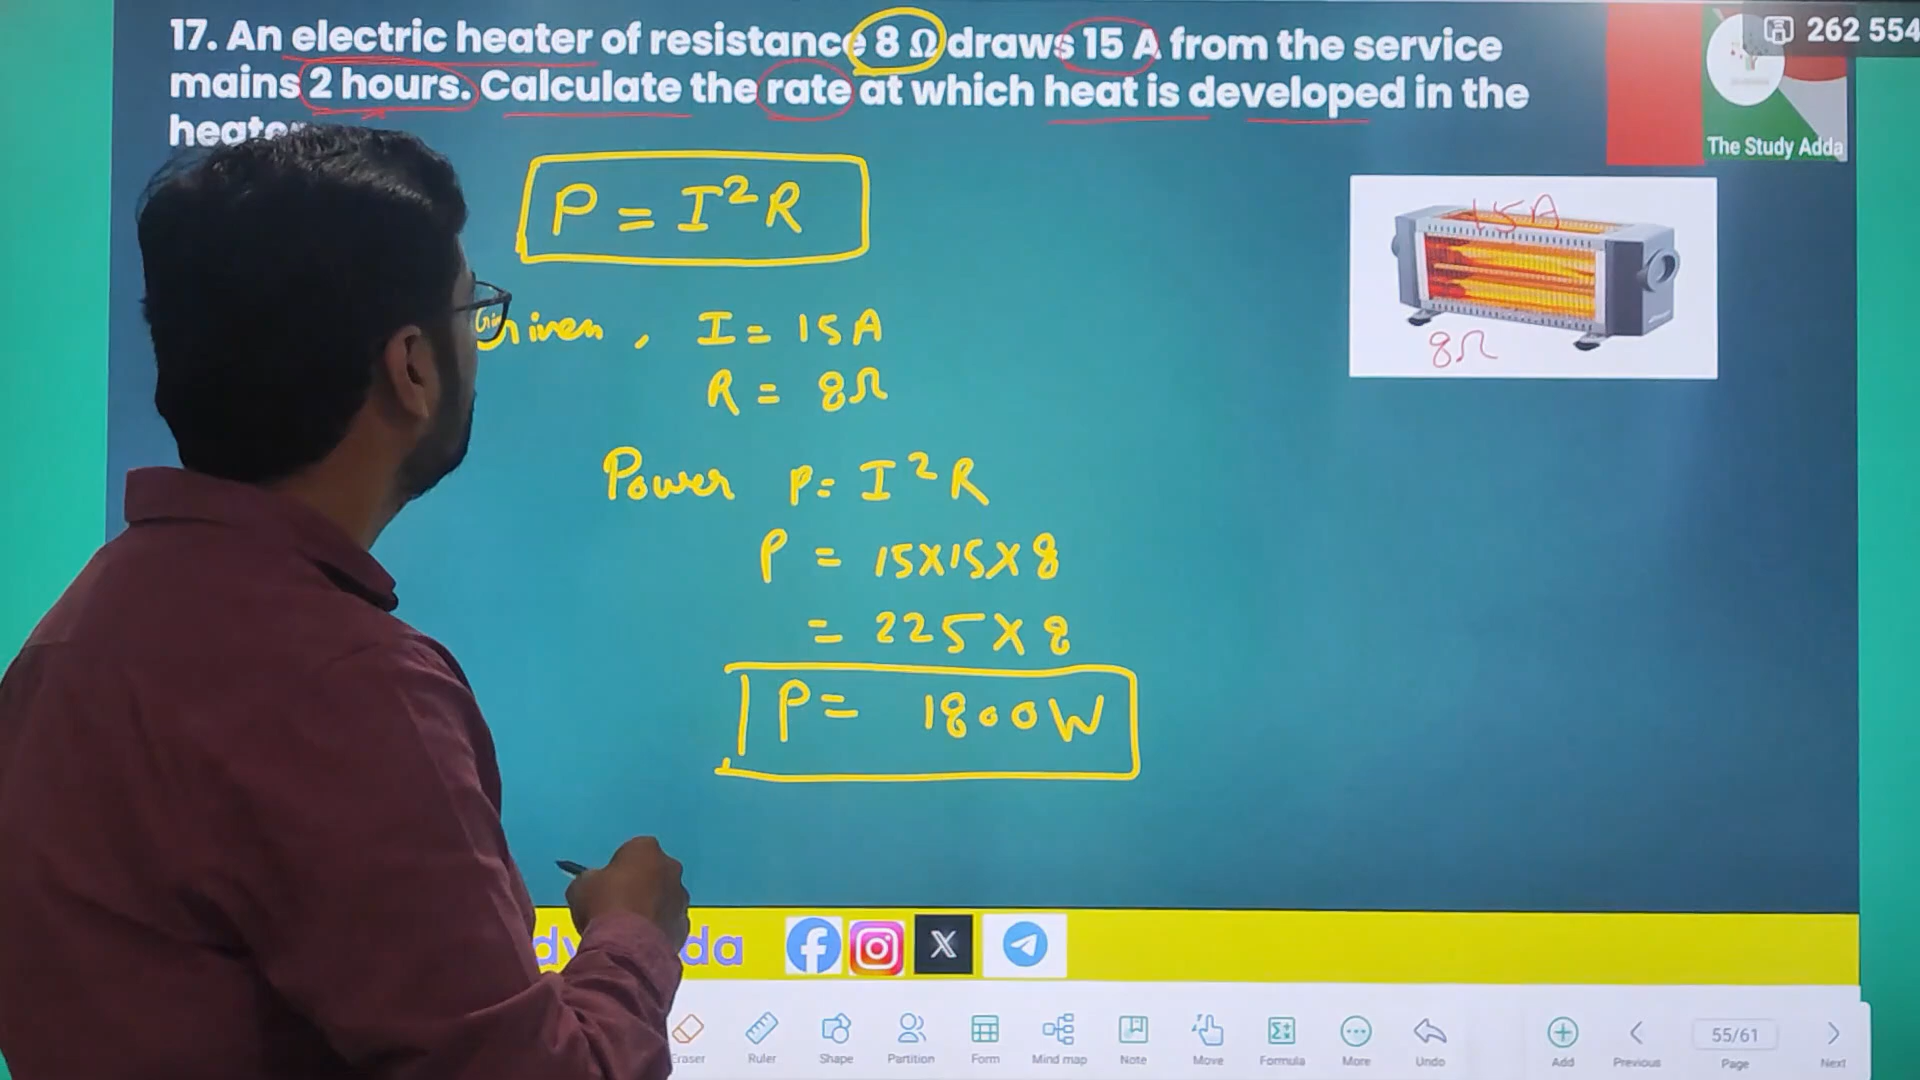 17. An electric heater of resistance 8 Ω draws 15 A from the service
mains 2 hours. Calculate the rate at which heat is developed in the
262 554
The Study Adda
P = I²R
15A
8Ω
Given, I = 15A
R = 8Ω
Power P = I²R
P = 15×15×8
= 225×8
P = 1800W
da
Eraser
Ruler
Shape
Partition
Form
Mind map
Note
Move
Formula
More
Undo
Add
Previous
55/61
Page
Next